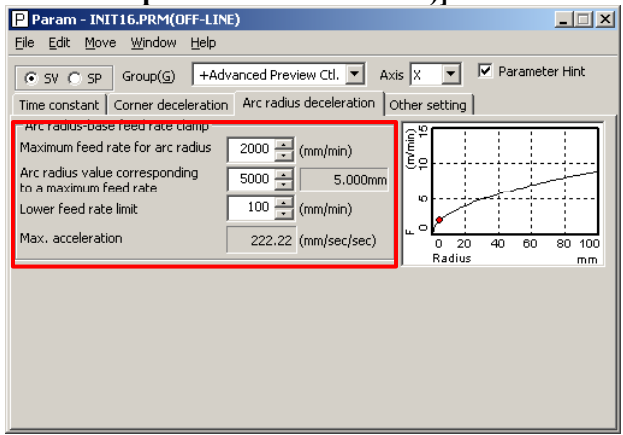 Param - INIT16.PRM(OFF-LINE)
File Edit Move Window Help
SV SP Group(G) +Advanced Preview Ctl. Axis X Parameter Hint
Time constant Corner deceleration Arc radius deceleration Other setting
Arc radius-base feed rate clamp
Maximum feed rate for arc radius 2000 (mm/min)
Arc radius value corresponding
to a maximum feed rate 5000 5.000mm
Lower feed rate limit 100 (mm/min)
Max. acceleration 222.22 (mm/sec/sec)
(m/min)
15
10
5
0
F
0 20 40 60 80 100
Radius mm